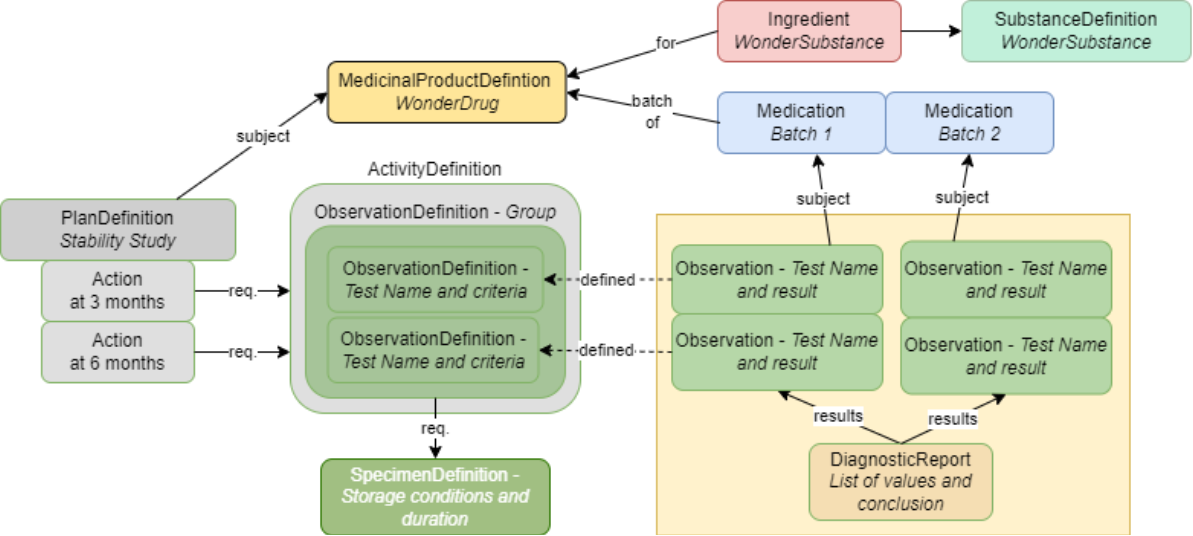 Ingredient
WonderSubstance
SubstanceDefinition
WonderSubstance
for
MedicinalProductDefintion
WonderDrug
batch
of
Medication
Batch 1
Medication
Batch 2
subject
ActivityDefinition
subject
subject
PlanDefinition
Stability Study
ObservationDefinition - Group
Action
at 3 months
req.
ObservationDefinition -
Test Name and criteria
defined
Observation - Test Name
and result
Observation - Test Name
and result
Action
at 6 months
req.
ObservationDefinition -
Test Name and criteria
defined
Observation - Test Name
and result
Observation - Test Name
and result
req.
results
results
SpecimenDefinition -
Storage conditions and
duration
DiagnosticReport
List of values and
conclusion